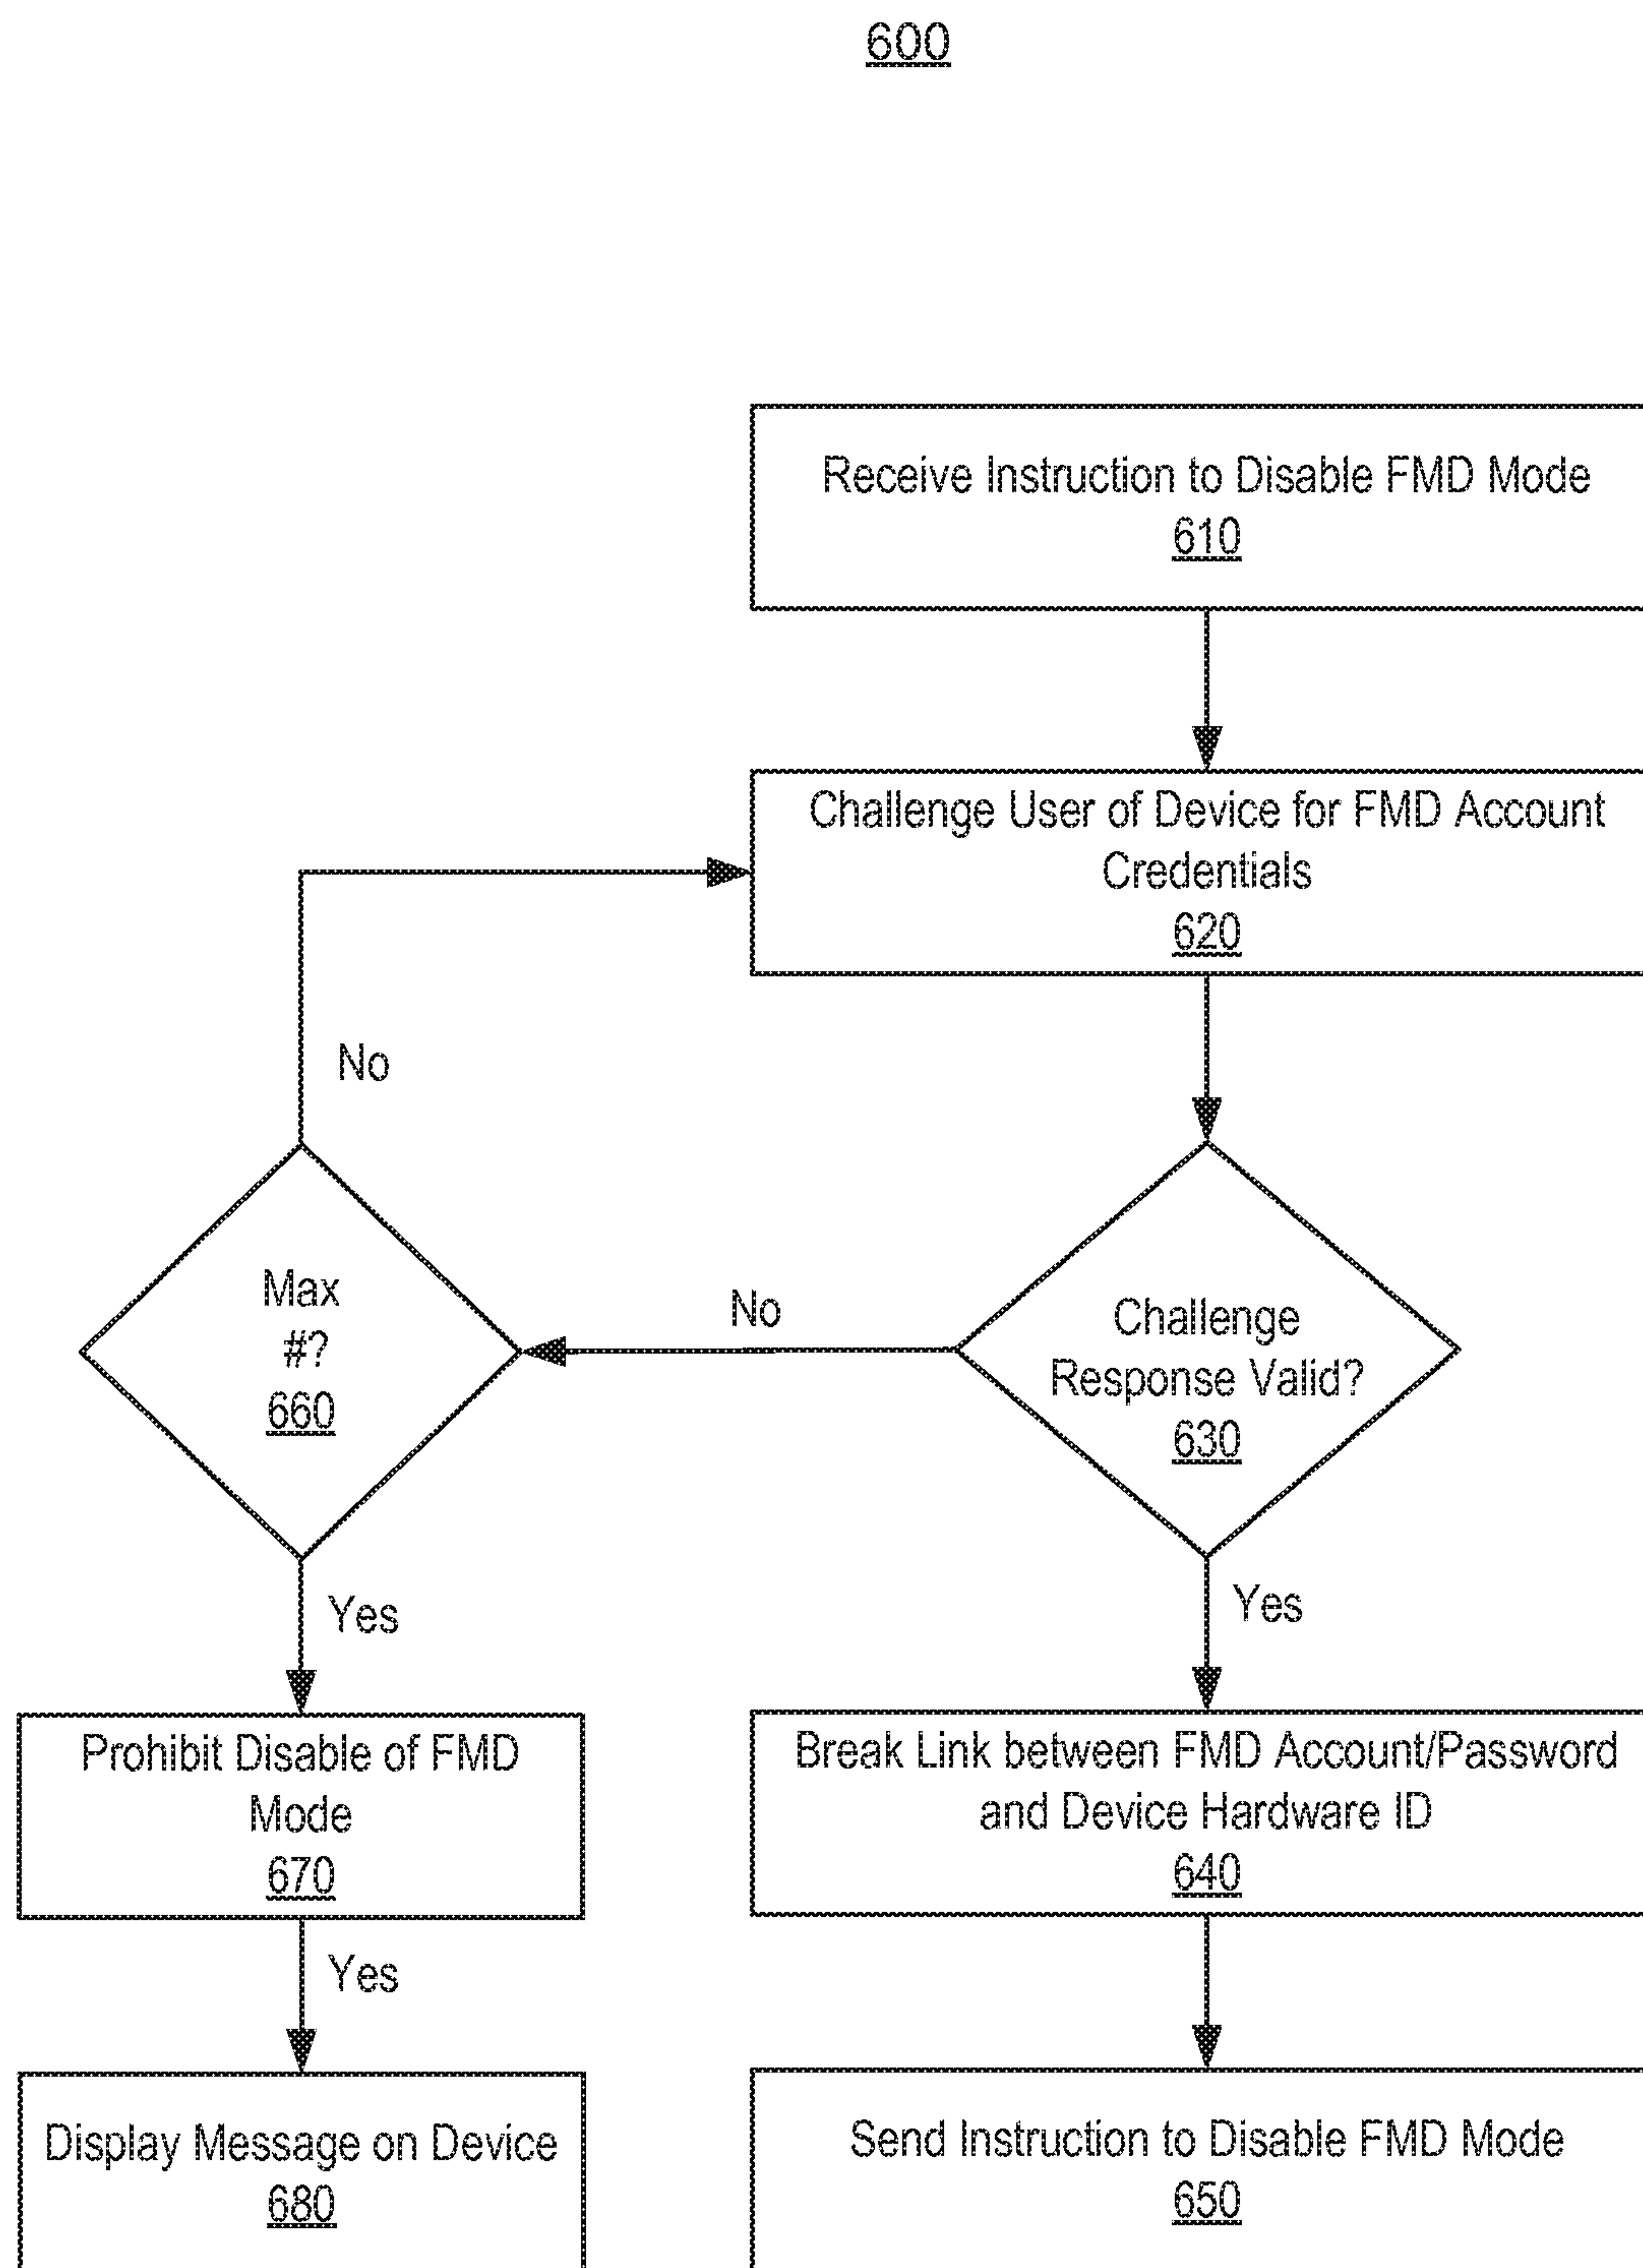 600
Receive Instruction to Disable FMD Mode
610
Challenge User of Device for FMD Account
Credentials
620
No
Max
#?
660
No
Challenge
Response Valid?
630
Yes
Yes
Prohibit Disable of FMD
Mode
670
Break Link between FMD Account/Password
and Device Hardware ID
640
Yes
Display Message on Device
680
Send Instruction to Disable FMD Mode
650